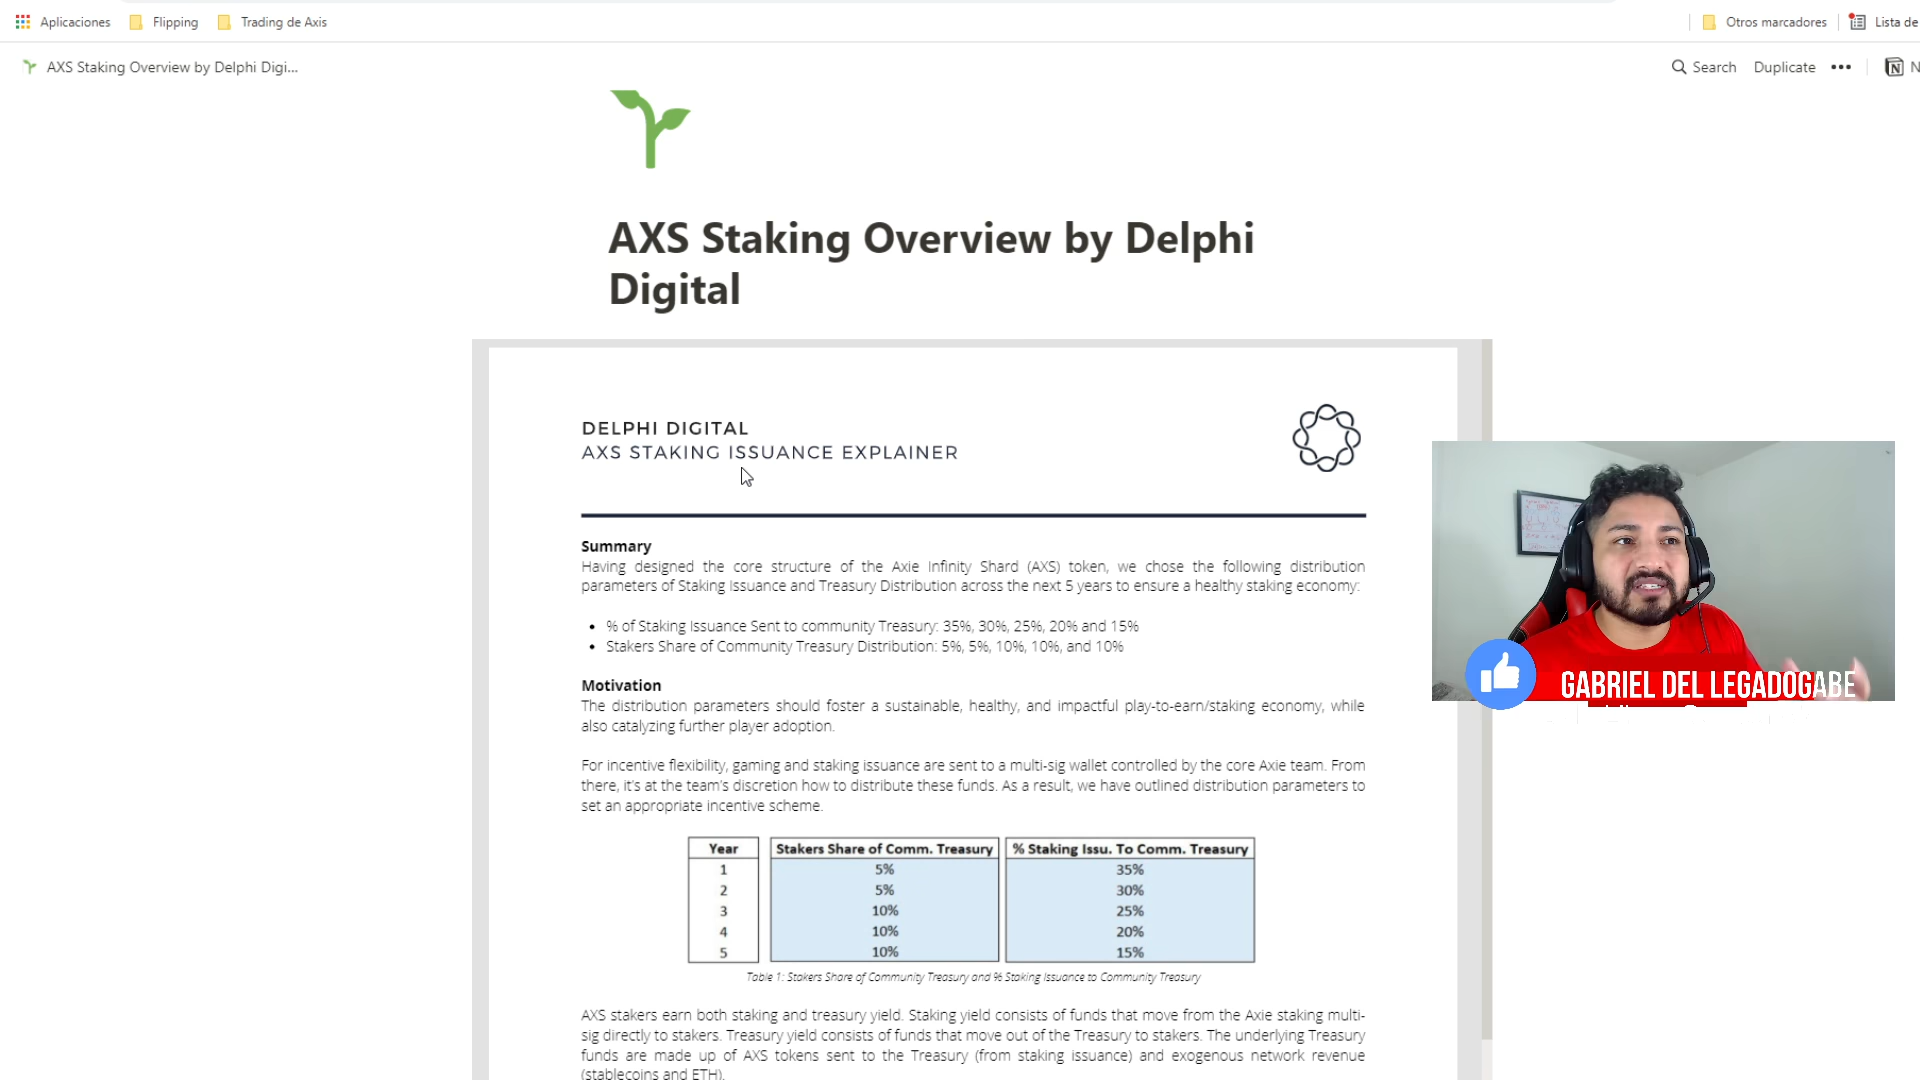 Aplicaciones Flipping Trading de Axis Otros marcadores Lista de
AXS Staking Overview by Delphi Digi... Search Duplicate ••• N
AXS Staking Overview by Delphi
Digital
DELPHI DIGITAL
AXS STAKING ISSUANCE EXPLAINER
Summary
Having designed the core structure of the Axie Infinity Shard (AXS) token, we chose the following distribution
parameters of Staking Issuance and Treasury Distribution across the next 5 years to ensure a healthy staking economy:
• % of Staking Issuance Sent to community Treasury: 35%, 30%, 25%, 20% and 15%
• Stakers Share of Community Treasury Distribution: 5%, 5%, 10%, 10%, and 10%
GABRIEL DEL LEGADOGABE
Motivation
The distribution parameters should foster a sustainable, healthy, and impactful play-to-earn/staking economy, while
also catalyzing further player adoption.
For incentive flexibility, gaming and staking issuance are sent to a multi-sig wallet controlled by the core Axie team. From
there, it's at the team's discretion how to distribute these funds. As a result, we have outlined distribution parameters to
set an appropriate incentive scheme.
Year Stakers Share of Comm. Treasury % Staking Issu. To Comm. Treasury
1 5% 35%
2 5% 30%
3 10% 25%
4 10% 20%
5 10% 15%
Table 1: Stakers Share of Community Treasury and % Staking Issuance to Community Treasury
AXS stakers earn both staking and treasury yield. Staking yield consists of funds that move from the Axie staking multi-
sig directly to stakers. Treasury yield consists of funds that move out of the Treasury to stakers. The underlying Treasury
funds are made up of AXS tokens sent to the Treasury (from staking issuance) and exogenous network revenue
(stablecoins and ETH).